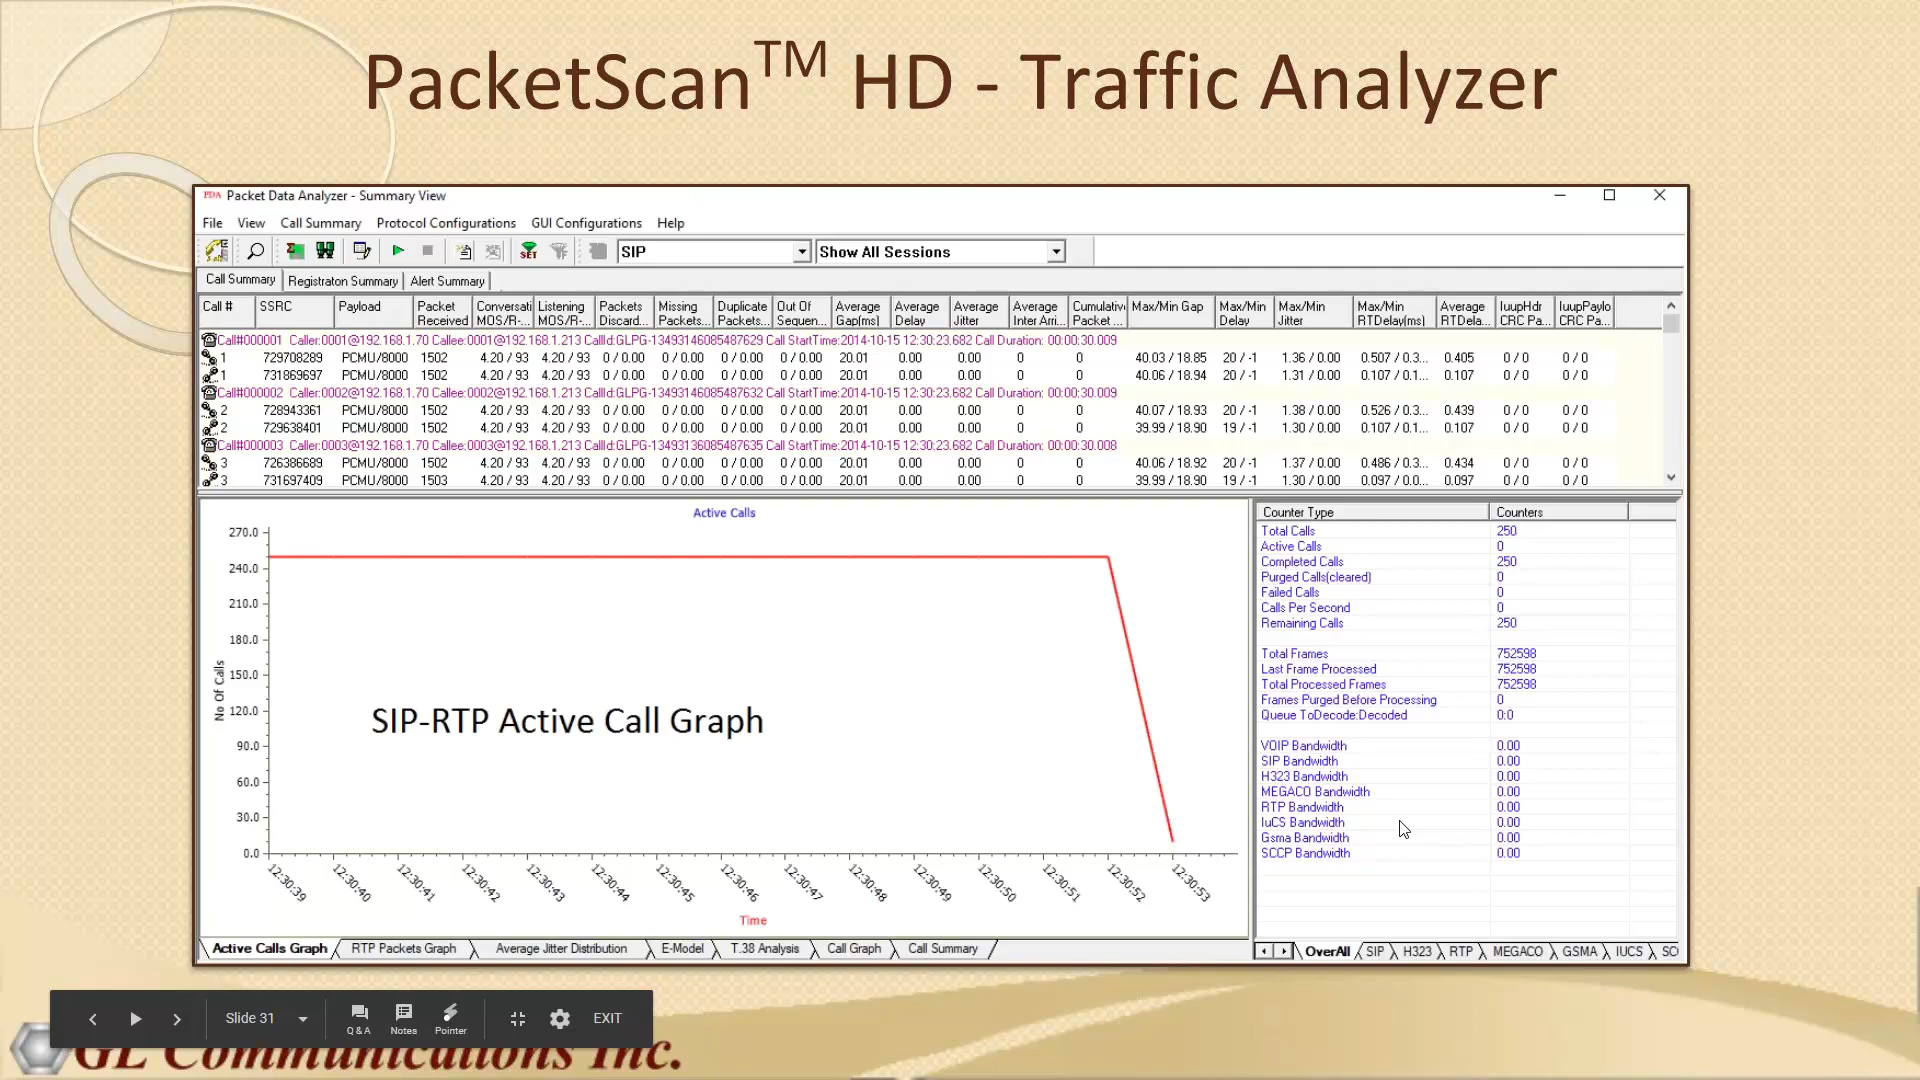 PacketScan™ HD - Traffic Analyzer
PDA Packet Data Analyzer - Summary View
File View Call Summary Protocol Configurations GUI Configurations Help
SET SIP Show All Sessions
Call Summary Registraton Summary Alert Summary
Call # SSRC Payload Packet Received Conversati MOS/R-... Listening MOS/R-... Packets Discard... Missing Packets... Duplicate Packets... Out Of Sequen... Average Gap(ms) Average Delay Average Jitter Average Inter Arri... Cumulativ Packet ... Max/Min Gap Max/Min Delay Max/Min Jitter Max/Min RTDelay(ms) Average RTDela... IuupHdr CRC Pa... IuupPaylo CRC Pa...
Call#000001 Caller:0001@192.168.1.70 Callee:0001@192.168.1.213 CallId:GLPG-13493146085487629 Call StartTime:2014-10-15 12:30:23.682 Call Duration: 00:00:30.009
1 729708289 PCMU/8000 1502 4.20 / 93 4.20 / 93 0 / 0.00 0 / 0.00 0 / 0.00 0 / 0.00 20.01 0.00 0.00 0 0 40.03 / 18.85 20 / -1 1.36 / 0.00 0.507 / 0.3... 0.405 0 / 0 0 / 0
1 731869697 PCMU/8000 1502 4.20 / 93 4.20 / 93 0 / 0.00 0 / 0.00 0 / 0.00 0 / 0.00 20.01 0.00 0.00 0 0 40.06 / 18.94 20 / -1 1.31 / 0.00 0.107 / 0.1... 0.107 0 / 0 0 / 0
Call#000002 Caller:0002@192.168.1.70 Callee:0002@192.168.1.213 CallId:GLPG-13493146085487632 Call StartTime:2014-10-15 12:30:23.682 Call Duration: 00:00:30.009
2 728943361 PCMU/8000 1502 4.20 / 93 4.20 / 93 0 / 0.00 0 / 0.00 0 / 0.00 0 / 0.00 20.01 0.00 0.00 0 0 40.07 / 18.93 20 / -1 1.38 / 0.00 0.526 / 0.3... 0.439 0 / 0 0 / 0
2 729638401 PCMU/8000 1502 4.20 / 93 4.20 / 93 0 / 0.00 0 / 0.00 0 / 0.00 0 / 0.00 20.01 0.00 0.00 0 0 39.99 / 18.90 19 / -1 1.30 / 0.00 0.107 / 0.1... 0.107 0 / 0 0 / 0
Call#000003 Caller:0003@192.168.1.70 Callee:0003@192.168.1.213 CallId:GLPG-13493136085487635 Call StartTime:2014-10-15 12:30:23.682 Call Duration: 00:00:30.008
3 726386689 PCMU/8000 1502 4.20 / 93 4.20 / 93 0 / 0.00 0 / 0.00 0 / 0.00 0 / 0.00 20.01 0.00 0.00 0 0 40.06 / 18.92 20 / -1 1.37 / 0.00 0.486 / 0.3... 0.434 0 / 0 0 / 0
3 731697409 PCMU/8000 1503 4.20 / 93 4.20 / 93 0 / 0.00 0 / 0.00 0 / 0.00 0 / 0.00 20.01 0.00 0.00 0 0 39.99 / 18.90 19 / -1 1.30 / 0.00 0.097 / 0.0... 0.097 0 / 0 0 / 0
Active Calls
270.0
240.0
210.0
180.0
150.0
120.0
90.0
60.0
30.0
0.0
No Of Calls
SIP-RTP Active Call Graph
12:30:39 12:30:40 12:30:41 12:30:42 12:30:43 12:30:44 12:30:45 12:30:46 12:30:47 12:30:48 12:30:49 12:30:50 12:30:51 12:30:52 12:30:53
Time
Active Calls Graph RTP Packets Graph Average Jitter Distribution E-Model T.38 Analysis Call Graph Call Summary
Counter Type Counters
Total Calls 250
Active Calls 0
Completed Calls 250
Purged Calls(cleared) 0
Failed Calls 0
Calls Per Second 0
Remaining Calls 250
Total Frames 752598
Last Frame Processed 752598
Total Processed Frames 752598
Frames Purged Before Processing 0
Queue ToDecode:Decoded 0:0
VOIP Bandwidth 0.00
SIP Bandwidth 0.00
H323 Bandwidth 0.00
MEGACO Bandwidth 0.00
RTP Bandwidth 0.00
IuCS Bandwidth 0.00
Gsma Bandwidth 0.00
SCCP Bandwidth 0.00
OverAll SIP H323 RTP MEGACO GSMA IUCS SC
Slide 31 Q & A Notes Pointer EXIT
GL Communications Inc.